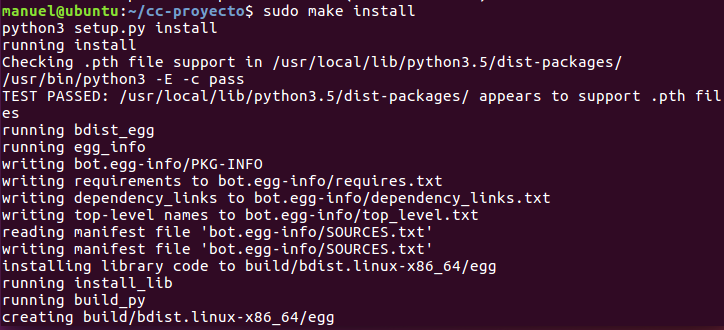 manuel@ubuntu:~/cc-proyecto$ sudo make install
python3 setup.py install
running install
Checking .pth file support in /usr/local/lib/python3.5/dist-packages/
/usr/bin/python3 -E -c pass
TEST PASSED: /usr/local/lib/python3.5/dist-packages/ appears to support .pth fil
es
running bdist_egg
running egg_info
writing bot.egg-info/PKG-INFO
writing requirements to bot.egg-info/requires.txt
writing dependency_links to bot.egg-info/dependency_links.txt
writing top-level names to bot.egg-info/top_level.txt
reading manifest file 'bot.egg-info/SOURCES.txt'
writing manifest file 'bot.egg-info/SOURCES.txt'
installing library code to build/bdist.linux-x86_64/egg
running install_lib
running build_py
creating build/bdist.linux-x86_64/egg